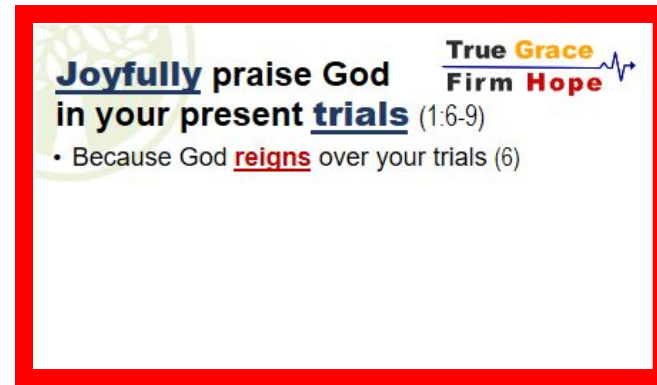 True Grace
Firm Hope
Joyfully praise God
in your present trials (1:6-9)
• Because God reigns over your trials (6)